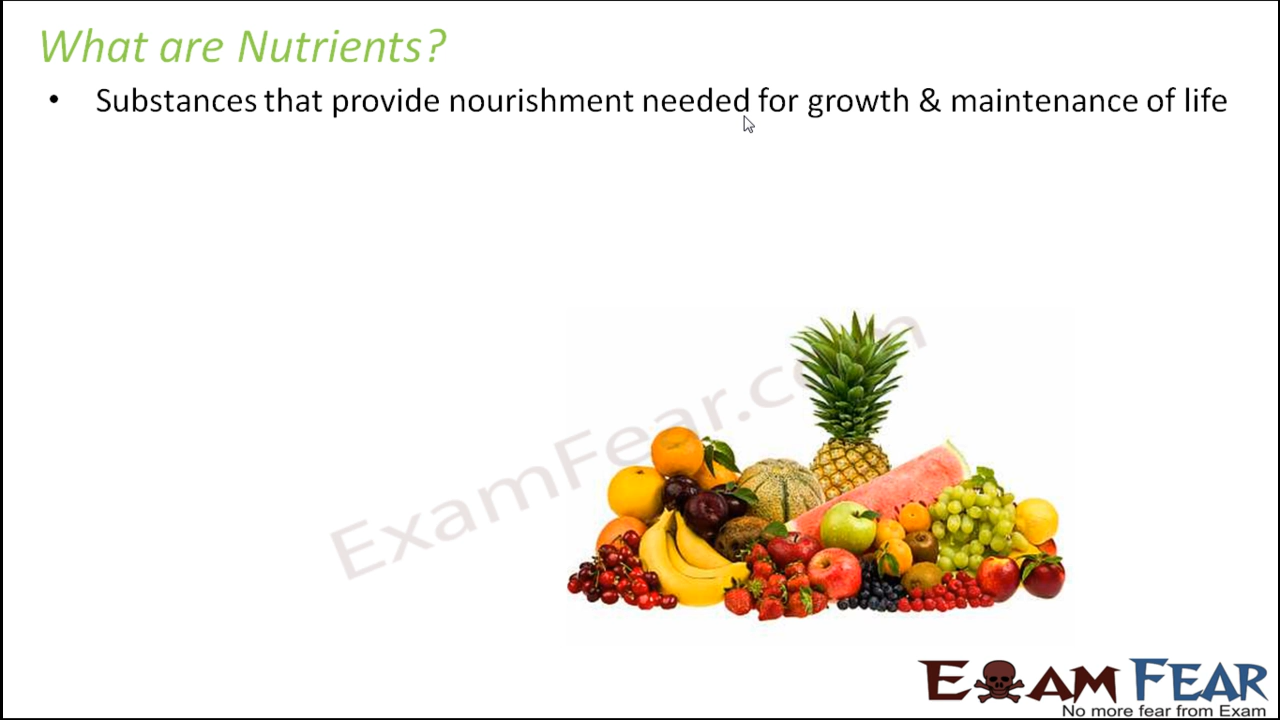 What are Nutrients?
• Substances that provide nourishment needed for growth & maintenance of life
ExamFear.com
EXAM FEAR
No more fear from Exam